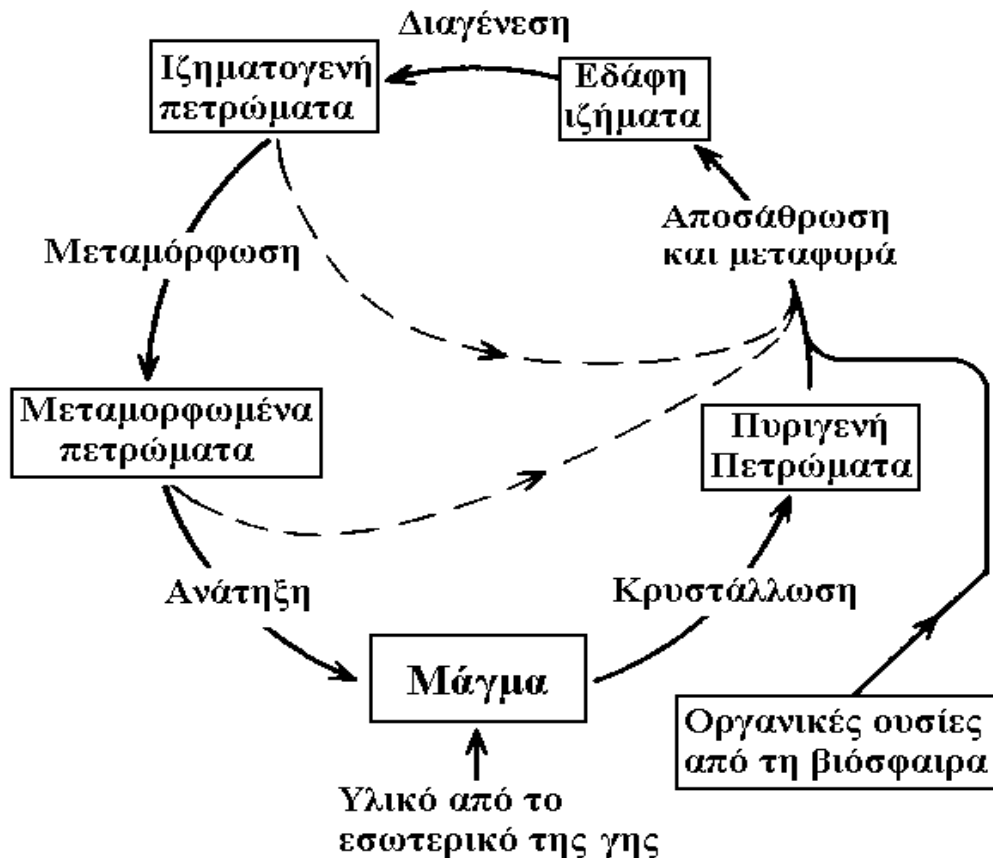 Διαγένεση
Ιζηματογενή
πετρώματα
Εδάφη
ιζήματα
Αποσάθρωση
και μεταφορά
Μεταμόρφωση
Μεταμορφωμένα
πετρώματα
Πυριγενή
Πετρώματα
Ανάτηξη
Κρυστάλλωση
Μάγμα
Οργανικές ουσίες
από τη βιόσφαιρα
Υλικό από το
εσωτερικό της γης